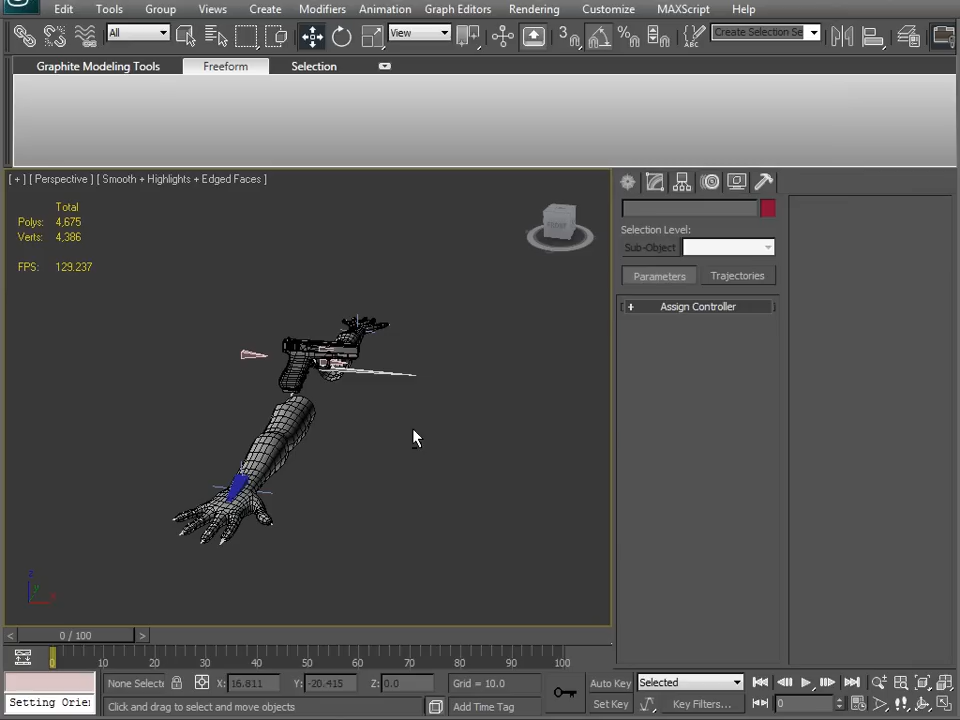 Edit Tools Group Views Create Modifiers Animation Graph Editors Rendering Customize MAXScript Help
All View 3 Create Selection Se
Graphite Modeling Tools Freeform Selection
[ + ] [ Perspective ] [ Smooth + Highlights + Edged Faces ]
Total
Polys: 4,675
Verts: 4,386
FPS: 129.237
Selection Level:
Sub-Object
Parameters Trajectories
+ Assign Controller
z
x
y
< 0 / 100 >
0 10 20 30 40 50 60 70 80 90 100
None Selecte X: 16.811 Y: -20.415 Z: 0.0 Grid = 10.0 Auto Key Selected
Setting Orie Click and drag to select and move objects Add Time Tag Set Key Key Filters... 0